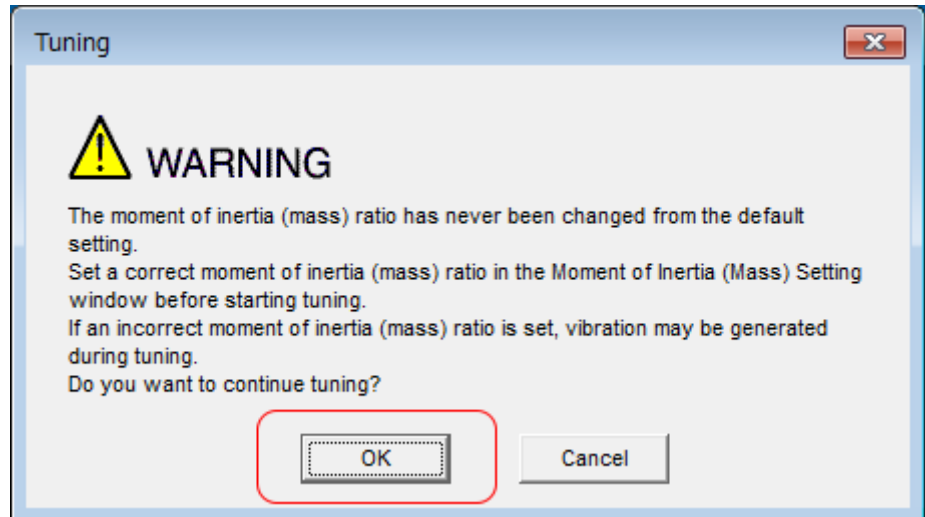 Tuning
WARNING
The moment of inertia (mass) ratio has never been changed from the default
setting.
Set a correct moment of inertia (mass) ratio in the Moment of Inertia (Mass) Setting
window before starting tuning.
If an incorrect moment of inertia (mass) ratio is set, vibration may be generated
during tuning.
Do you want to continue tuning?
OK
Cancel